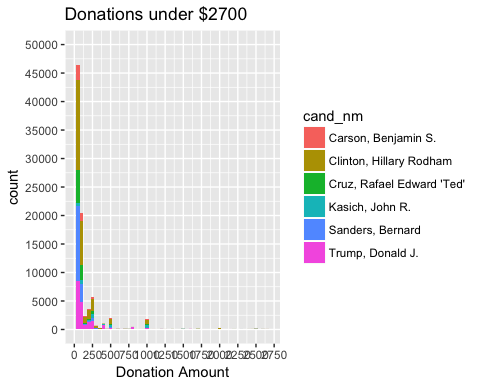 Donations under $2700
50000
45000
40000
35000
30000
25000
20000
15000
10000
5000
0
count
0 250 500 750 1000 1250 1500 1750 2000 2250 2500 2750
Donation Amount
cand_nm
Carson, Benjamin S.
Clinton, Hillary Rodham
Cruz, Rafael Edward 'Ted'
Kasich, John R.
Sanders, Bernard
Trump, Donald J.